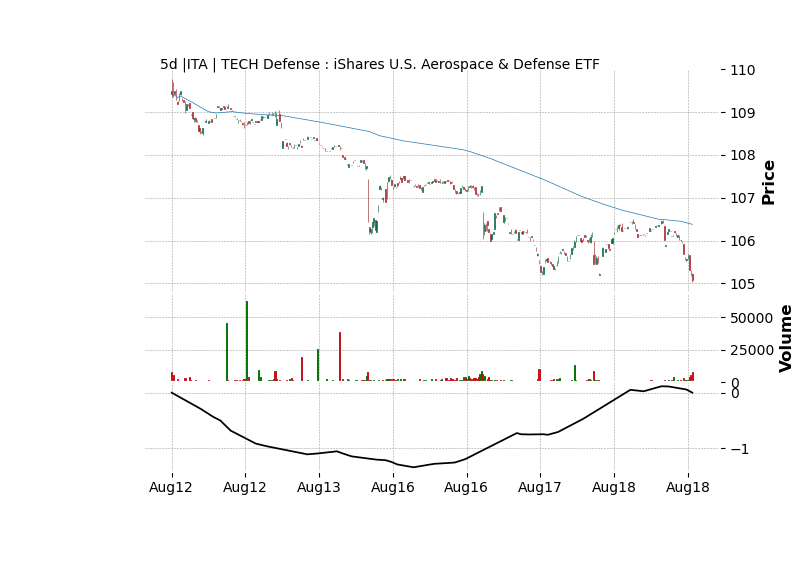 5d |ITA | TECH Defense : iShares U.S. Aerospace & Defense ETF
110
109
108
107
106
105
Price
50000
25000
0
Volume
0
−1
Aug12 Aug12 Aug13 Aug16 Aug16 Aug17 Aug18 Aug18